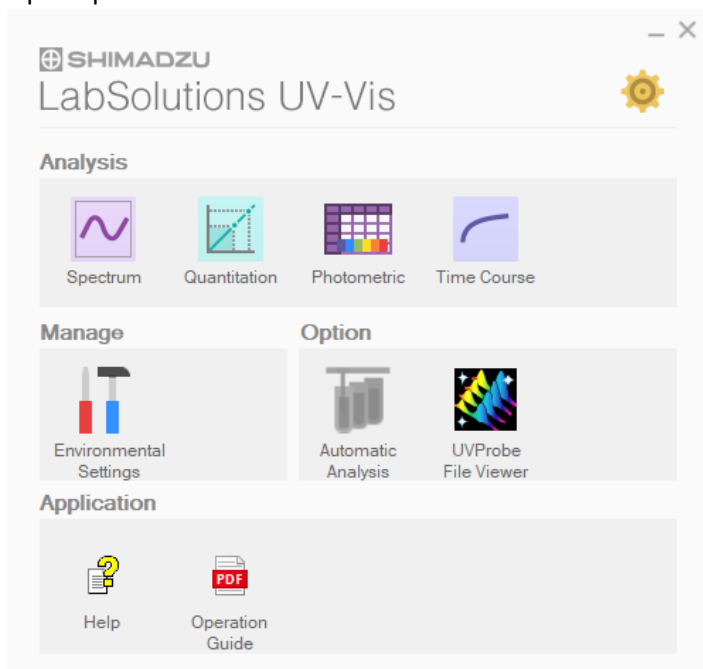 SHIMADZU
LabSolutions UV-Vis
Analysis
Spectrum Quantitation Photometric Time Course
Manage Option
Environmental Settings
Automatic Analysis
UVProbe File Viewer
Application
PDF
Help
Operation Guide